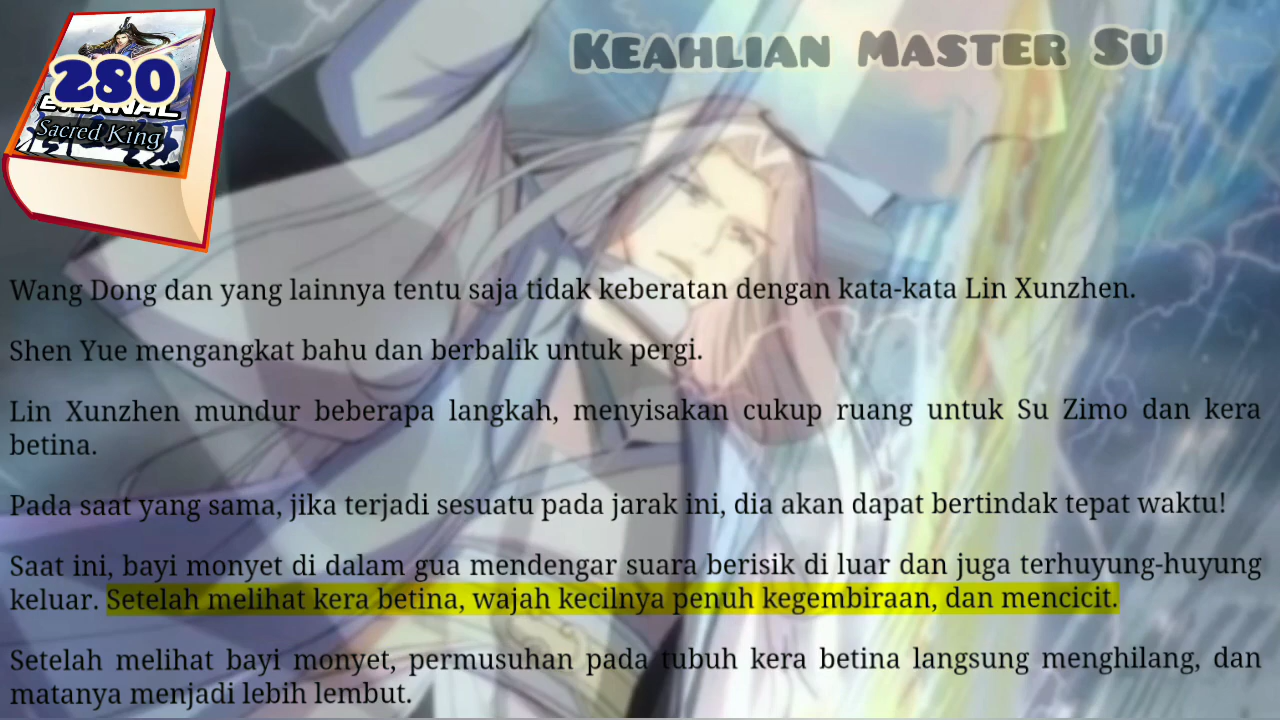 Keahlian Master Su
280
ETERNAL
Sacred King
Wang Dong dan yang lainnya tentu saja tidak keberatan dengan kata-kata Lin Xunzhen.
Shen Yue mengangkat bahu dan berbalik untuk pergi.
Lin Xunzhen mundur beberapa langkah, menyisakan cukup ruang untuk Su Zimo dan kera
betina.
Pada saat yang sama, jika terjadi sesuatu pada jarak ini, dia akan dapat bertindak tepat waktu!
Saat ini, bayi monyet di dalam gua mendengar suara berisik di luar dan juga terhuyung-huyung
keluar. Setelah melihat kera betina, wajah kecilnya penuh kegembiraan, dan mencicit.
Setelah melihat bayi monyet, permusuhan pada tubuh kera betina langsung menghilang, dan
matanya menjadi lebih lembut.